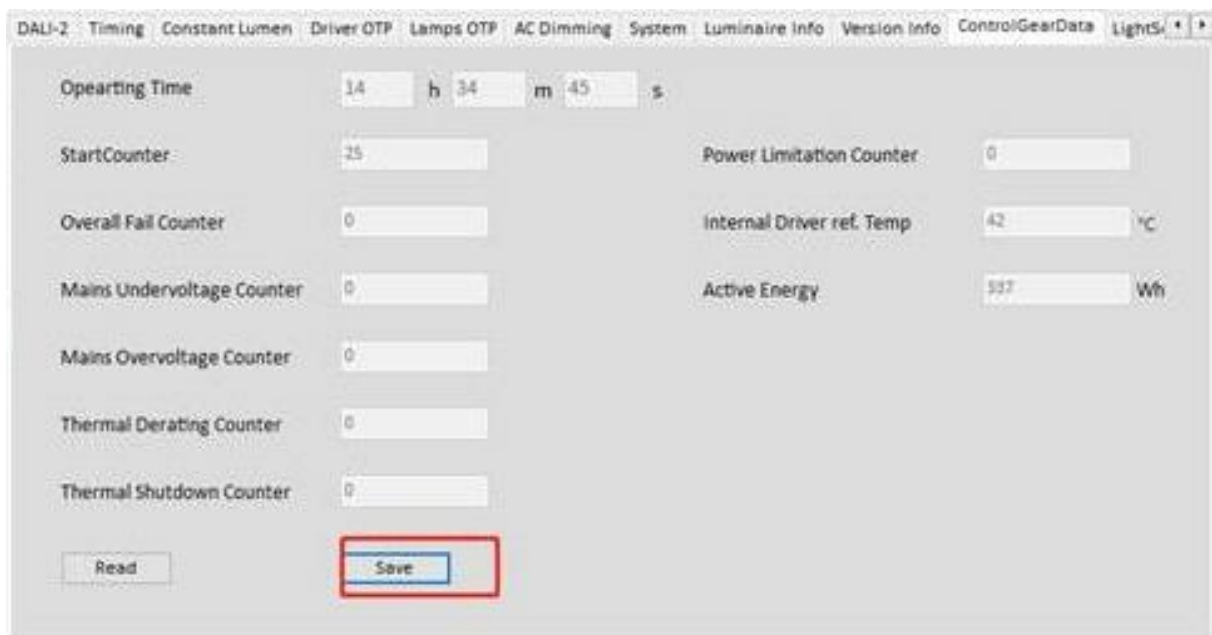 DALI-2 Timing Constant Lumen Driver OTP Lamps OTP AC Dimming System Luminaire Info Version Info ControlGearData LightS
Opearting Time 14 h 34 m 45 s
StartCounter 25 Power Limitation Counter 0
Overall Fail Counter 0 Internal Driver ref. Temp 42 °C
Mains Undervoltage Counter 0 Active Energy Wh
Mains Overvoltage Counter 0
Thermal Derating Counter 0
Thermal Shutdown Counter 0
Read Save